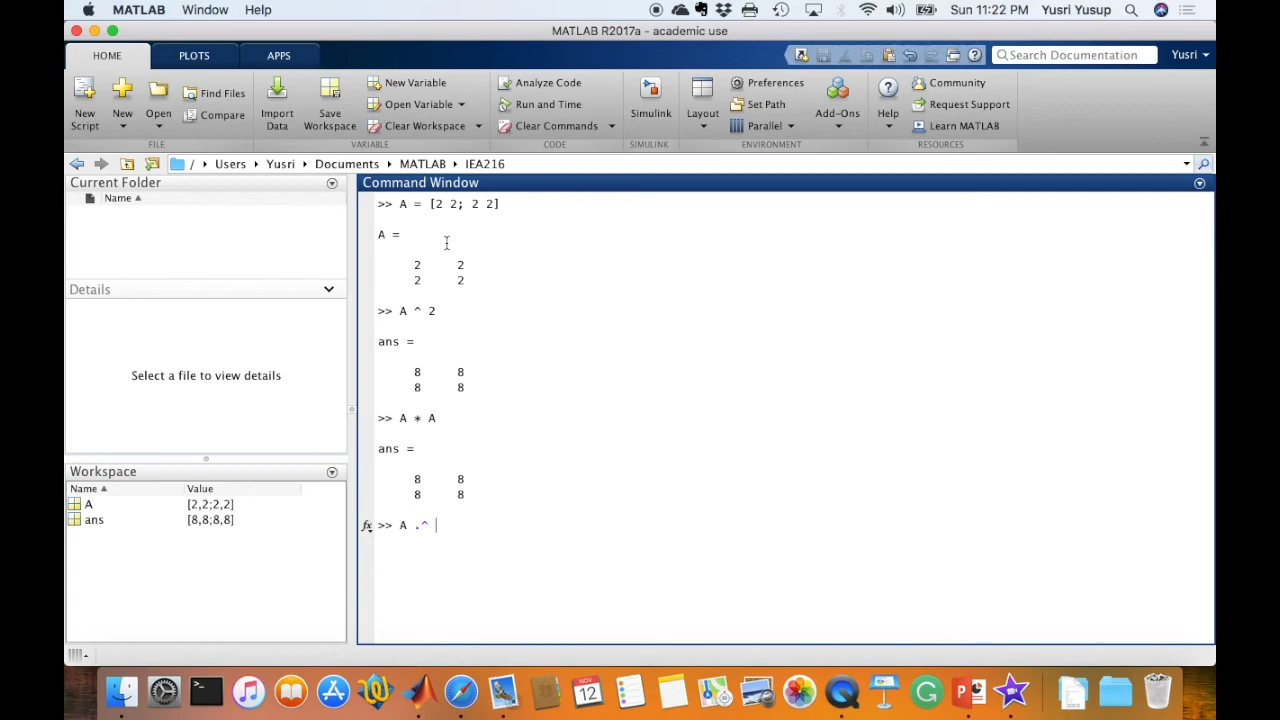 MATLAB Window Help Sun 11:22 PM Yusri Yusup
MATLAB R2017a - academic use
HOME PLOTS APPS Search Documentation Yusri
New Script New Open Find Files Compare Import Data Save Workspace New Variable Open Variable Clear Workspace Analyze Code Run and Time Clear Commands Simulink Layout Preferences Set Path Parallel Add-Ons Help Community Request Support Learn MATLAB
FILE VARIABLE CODE SIMULINK ENVIRONMENT RESOURCES
/ Users Yusri Documents MATLAB IEA216
Current Folder
Name
Details
Select a file to view details
Workspace
Name Value
A [2,2;2,2]
ans [8,8;8,8]
Command Window
>> A = [2 2; 2 2]
A =
2 2
2 2
>> A ^ 2
ans =
8 8
8 8
>> A * A
ans =
8 8
8 8
fx >> A .^
NOV
12
DOCX